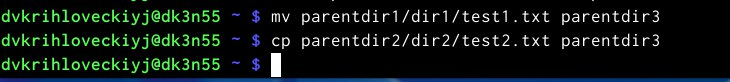 dvkrihloveckiyj@dk3n55 ~ $ mv parentdir1/dir1/test1.txt parentdir3
dvkrihloveckiyj@dk3n55 ~ $ cp parentdir2/dir2/test2.txt parentdir3
dvkrihloveckiyj@dk3n55 ~ $